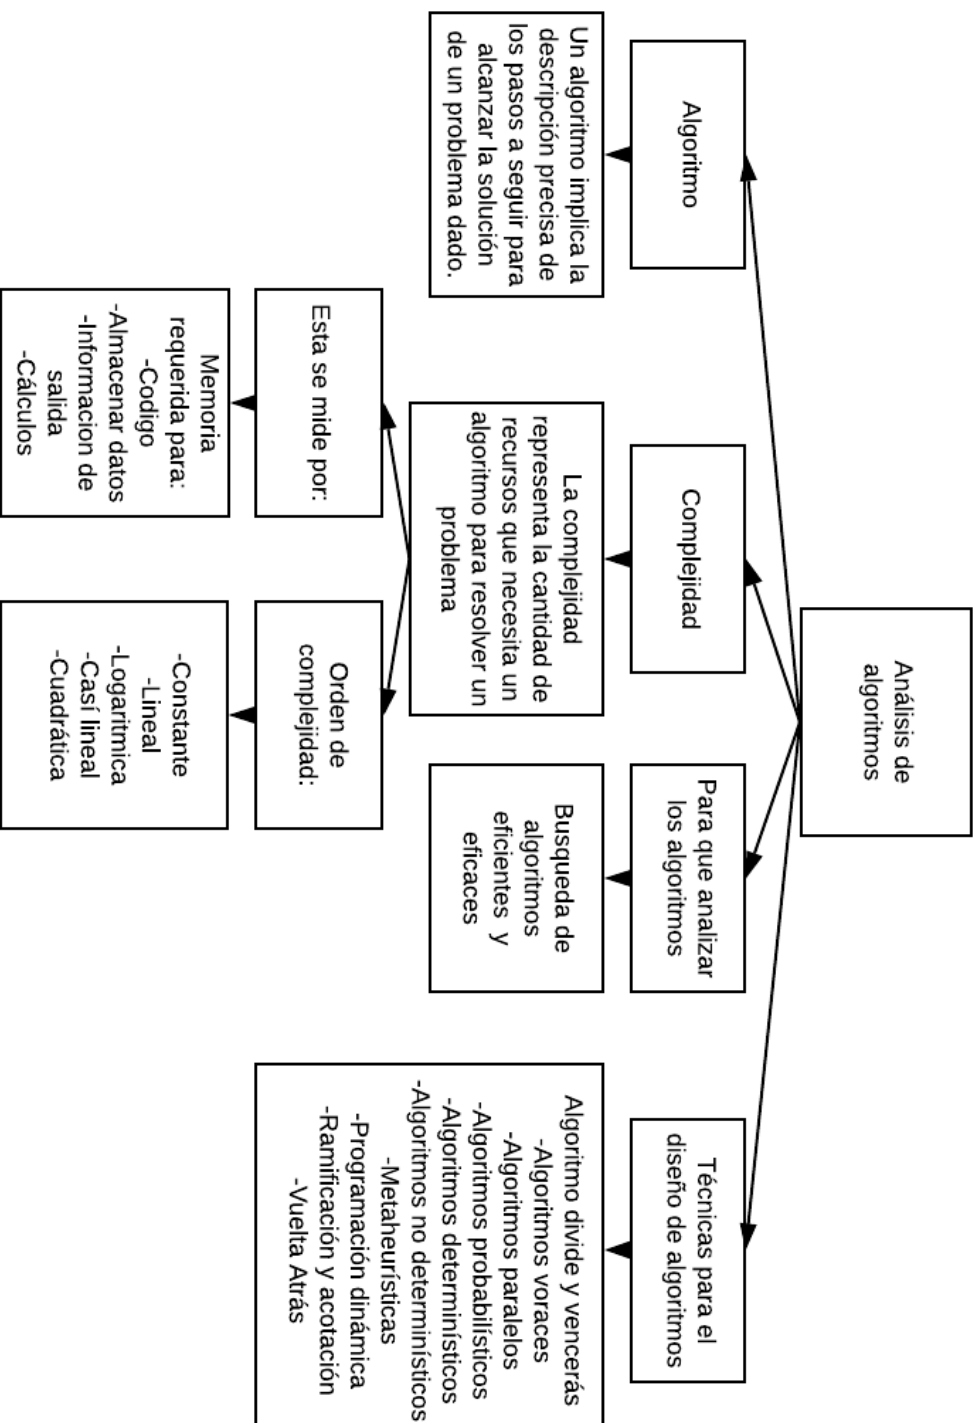 Análisis de
algoritmos
Algoritmo
Un algoritmo implica la
descripción precisa de
los pasos a seguir para
alcanzar la solución
de un problema dado.
Complejidad
La complejidad
representa la cantidad de
recursos que necesita un
algoritmo para resolver un
problema
Esta se mide por:
Memoria
requerida para:
-Codigo
-Almacenar datos
-Informacion de
salida
-Cálculos
Orden de
complejidad:
-Constante
-Lineal
-Logaritmica
-Casí lineal
-Cuadrática
Para que analizar
los algoritmos
Busqueda de
algoritmos
eficientes y
eficaces
Técnicas para el
diseño de algoritmos
Algoritmo divide y vencerás
-Algoritmos voraces
-Algoritmos paralelos
-Algoritmos probabilísticos
-Algoritmos determinísticos
-Algoritmos no determinísticos
-Metaheurísticas
-Programación dinámica
-Ramificación y acotación
-Vuelta Atrás